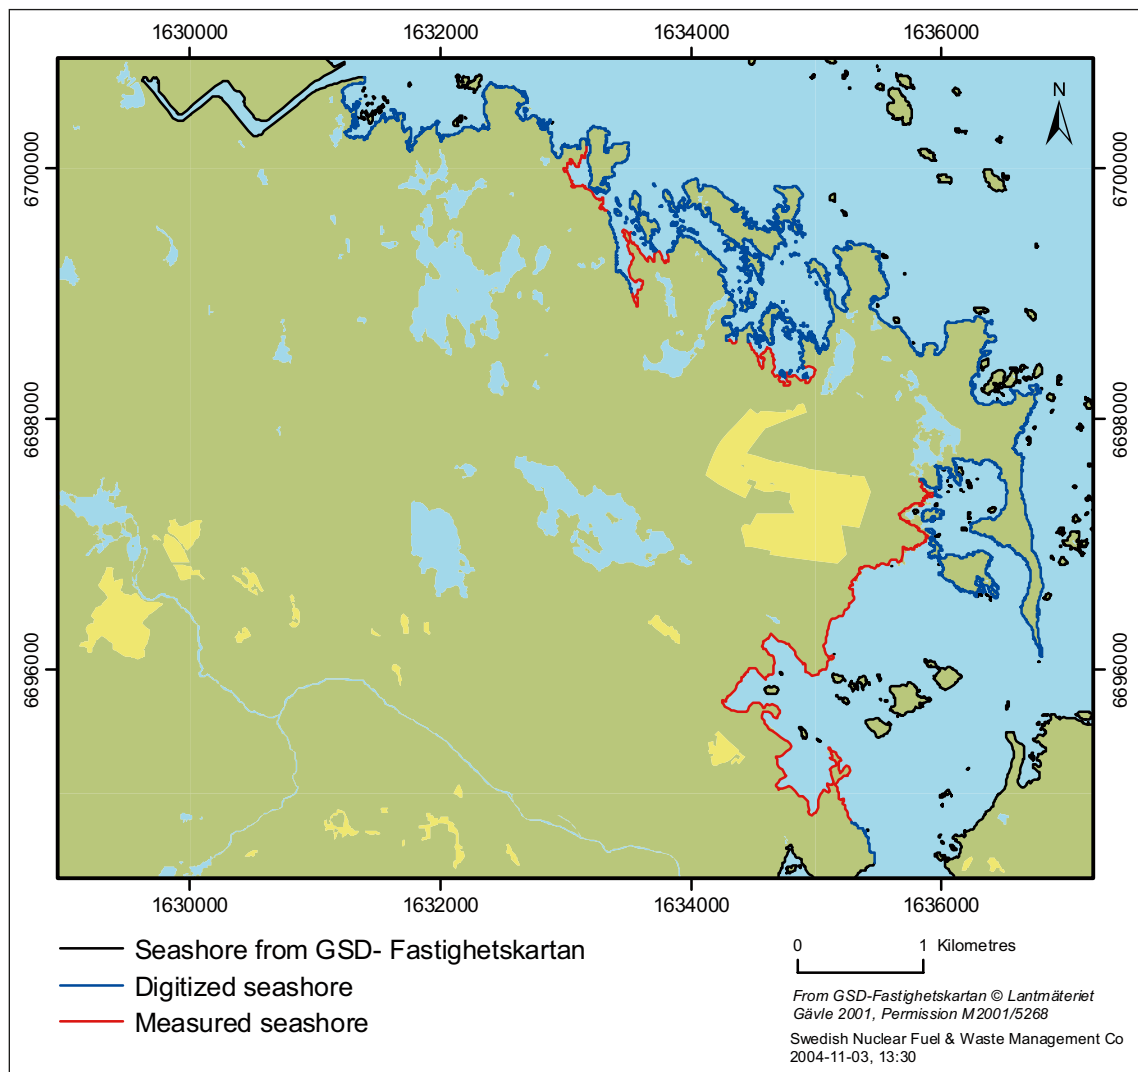 1630000 1632000 1634000 1636000
N
6700000 6700000
6698000 6698000
6696000 6696000
1630000 1632000 1634000 1636000
Seashore from GSD- Fastighetskartan
Digitized seashore
Measured seashore
0 1 Kilometres
From GSD-Fastighetskartan © Lantmäteriet
Gävle 2001, Permission M2001/5268
Swedish Nuclear Fuel & Waste Management Co
2004-11-03, 13:30